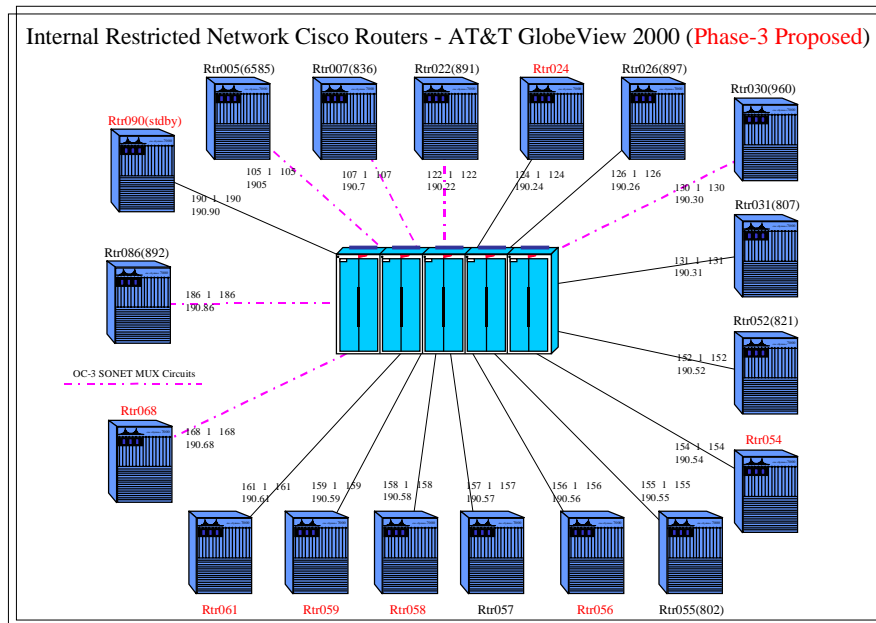 Internal Restricted Network Cisco Routers - AT&T GlobeView 2000 (Phase-3 Proposed)
Rtr005(6585)
Rtr007(836)
Rtr022(891)
Rtr024
Rtr026(897)
Rtr030(960)
Rtr090(stdby)
105 1 105
1905
107 1 107
190.7
122 1 122
190.22
124 1 124
190.24
126 1 126
190.26
130 1 130
190.30
190 1 190
190.90
Rtr031(807)
131 1 131
190.31
Rtr086(892)
186 1 186
190.86
Rtr052(821)
152 1 152
190.52
OC-3 SONET MUX Circuits
Rtr068
168 1 168
190.68
Rtr054
154 1 154
190.54
161 1 161
190.61
159 1 159
190.59
158 1 158
190.58
157 1 157
190.57
156 1 156
190.56
155 1 155
190.55
Rtr061
Rtr059
Rtr058
Rtr057
Rtr056
Rtr055(802)